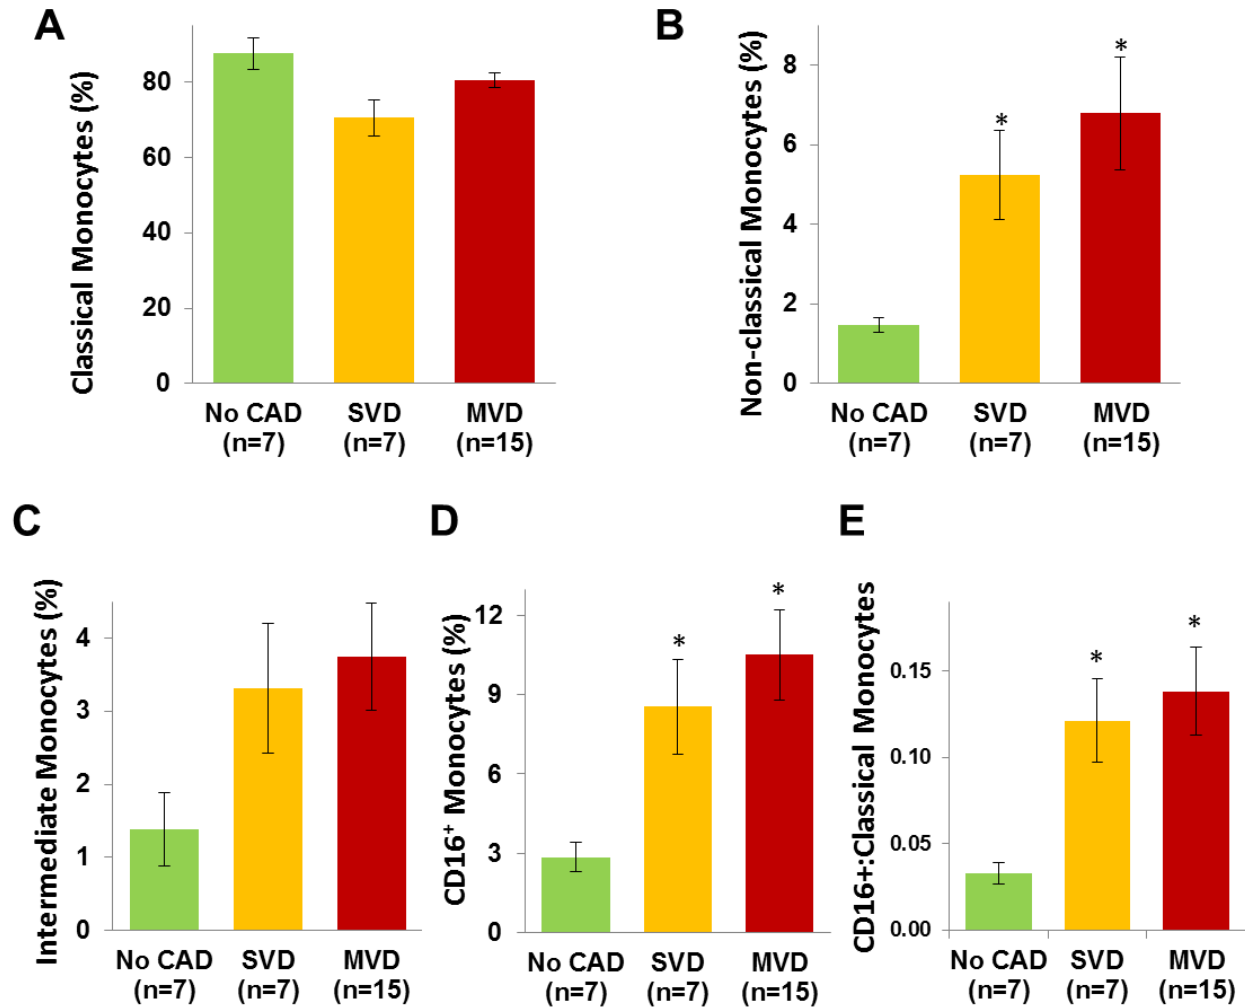 A
Classical Monocytes (%)
80
60
40
20
0
No CAD
(n=7)
SVD
(n=7)
MVD
(n=15)
B
Non-classical Monocytes (%)
8
6
4
2
0
*
*
No CAD
(n=7)
SVD
(n=7)
MVD
(n=15)
C
Intermediate Monocytes (%)
4
3
2
1
0
No CAD
(n=7)
SVD
(n=7)
MVD
(n=15)
D
CD16⁺ Monocytes (%)
12
9
6
3
0
*
*
No CAD
(n=7)
SVD
(n=7)
MVD
(n=15)
E
CD16+:Classical Monocytes
0.15
0.10
0.05
0.00
*
*
No CAD
(n=7)
SVD
(n=7)
MVD
(n=15)